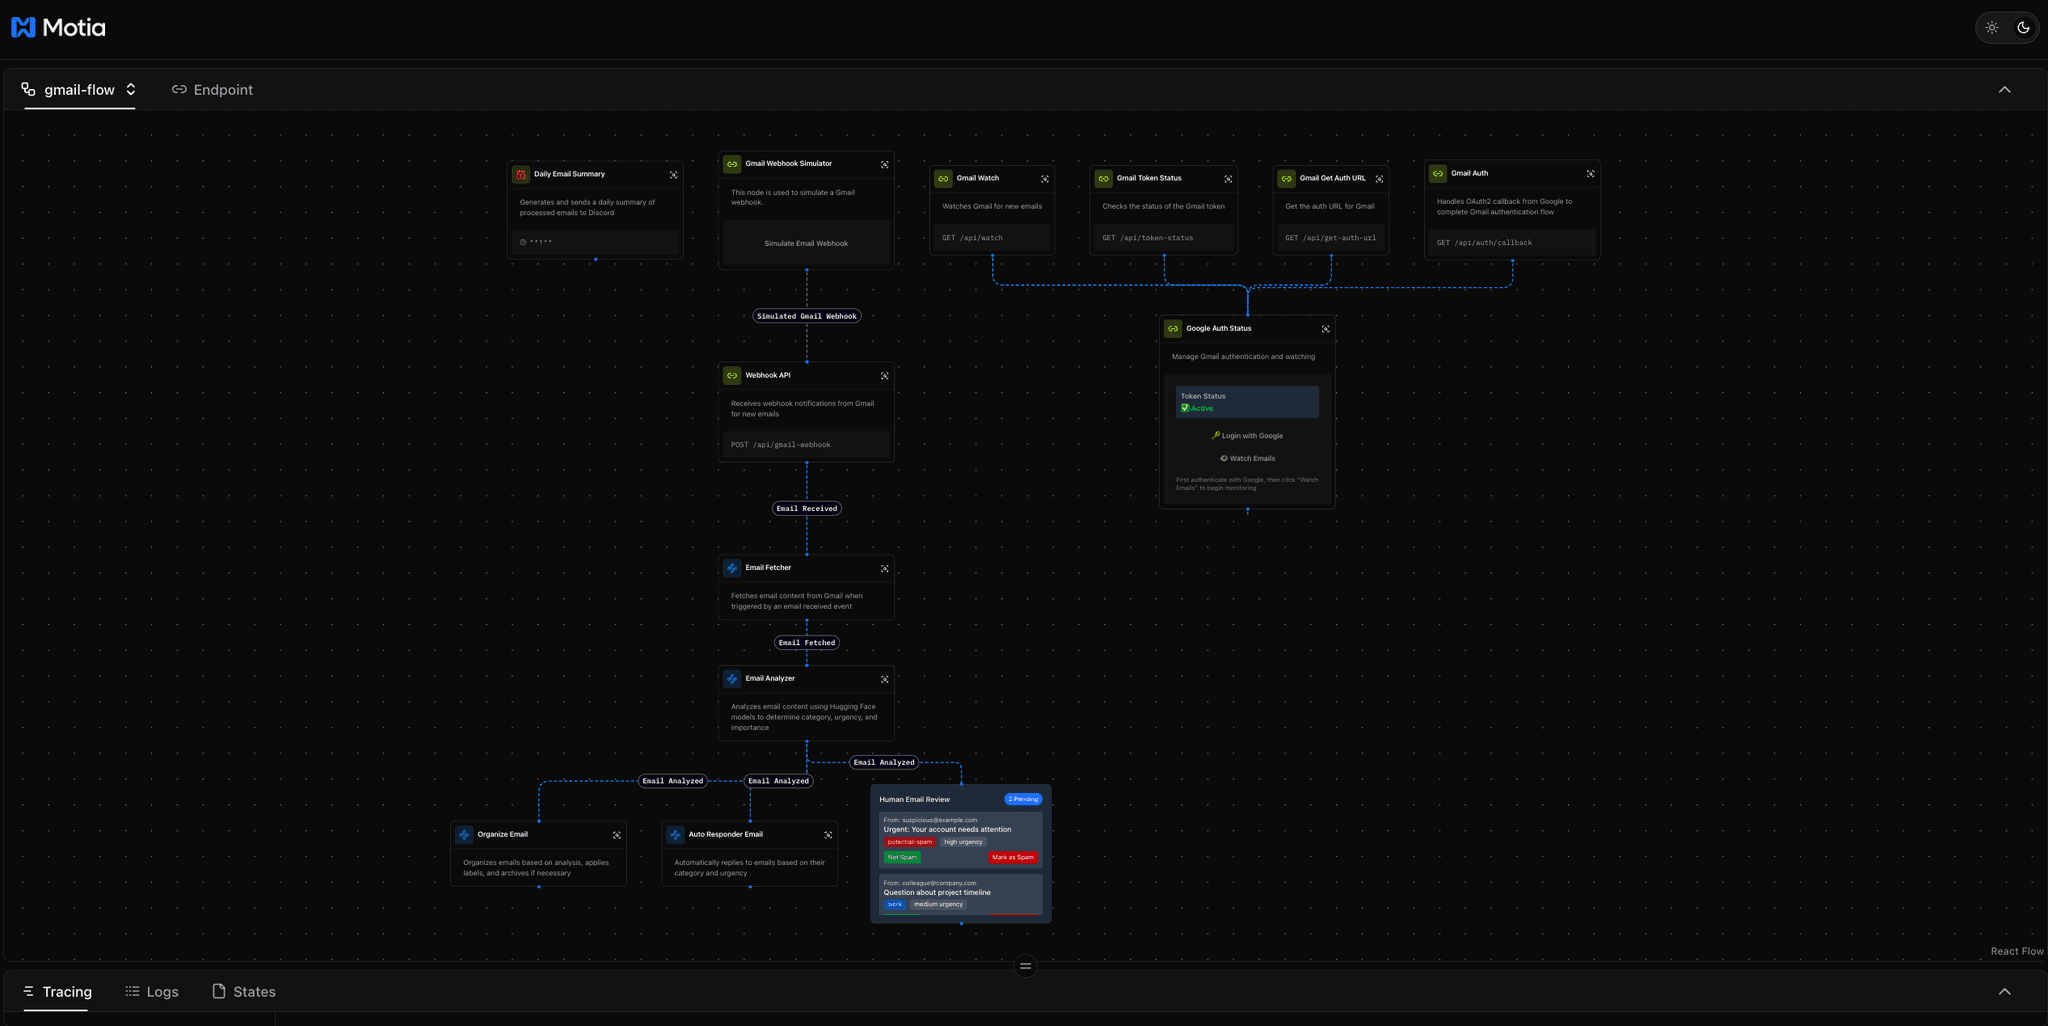 Motia
gmail-flow
Endpoint
Daily Email Summary
Generates and sends a daily summary of
processed emails to Discord
Gmail Webhook Simulator
This node is used to simulate a Gmail
webhook.
Simulate Email Webhook
Gmail Watch
Watches Gmail for new emails
GET /api/watch
Gmail Token Status
Checks the status of the Gmail token
GET /api/token-status
Gmail Get Auth URL
Get the auth URL for Gmail
GET /api/get-auth-url
Gmail Auth
Handles OAuth2 callback from Google to
complete Gmail authentication flow
GET /api/auth/callback
Simulated Gmail Webhook
Google Auth Status
Manage Gmail authentication and watching
Token Status
✅ Active
🔑 Login with Google
Watch Emails
First authenticate with Google, then click "Watch
Emails" to begin monitoring
Webhook API
Receives webhook notifications from Gmail
for new emails
POST /api/gmail-webhook
Email Received
Email Fetcher
Fetches email content from Gmail when
triggered by an email received event
Email Fetched
Email Analyzer
Analyzes email content using Hugging Face
models to determine category, urgency, and
importance
Email Analyzed
Email Analyzed
Email Analyzed
Organize Email
Organizes emails based on analysis, applies
labels, and archives if necessary
Auto Responder Email
Automatically replies to emails based on their
category and urgency
Human Email Review
2 Pending
From: suspicious@example.com
Urgent: Your account needs attention
potential-spam
high urgency
Not Spam
Mark as Spam
From: colleague@company.com
Question about project timeline
work
medium urgency
React Flow
Tracing
Logs
States